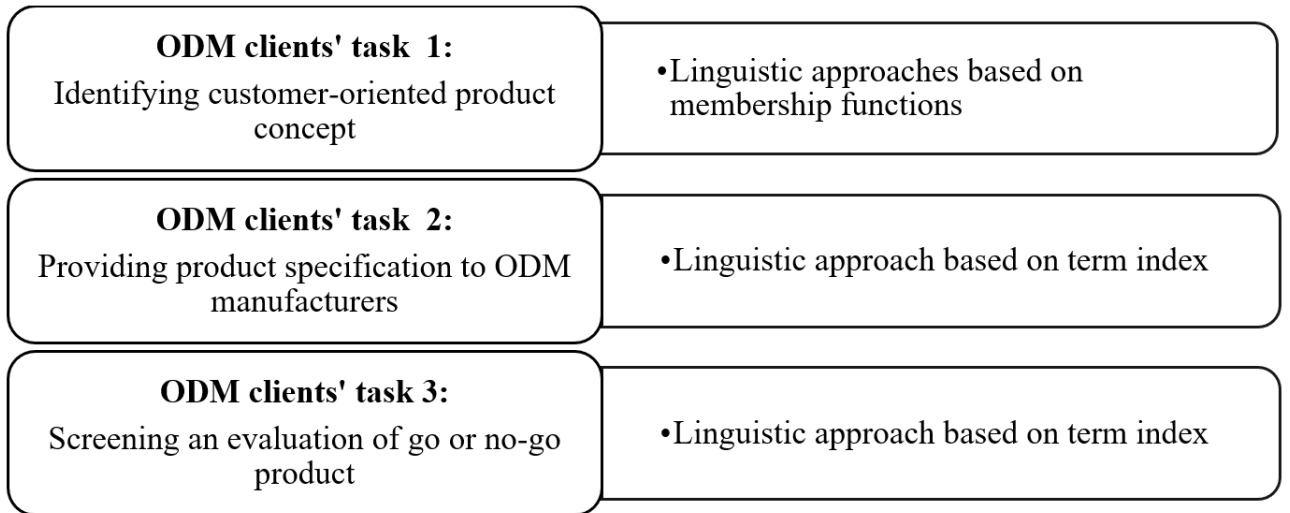 ODM clients' task  1:
Identifying customer-oriented product
concept
•Linguistic approaches based on
membership functions
ODM clients' task  2:
Providing product specification to ODM
manufacturers
•Linguistic approach based on term index
ODM clients' task 3:
Screening an evaluation of go or no-go
product
•Linguistic approach based on term index